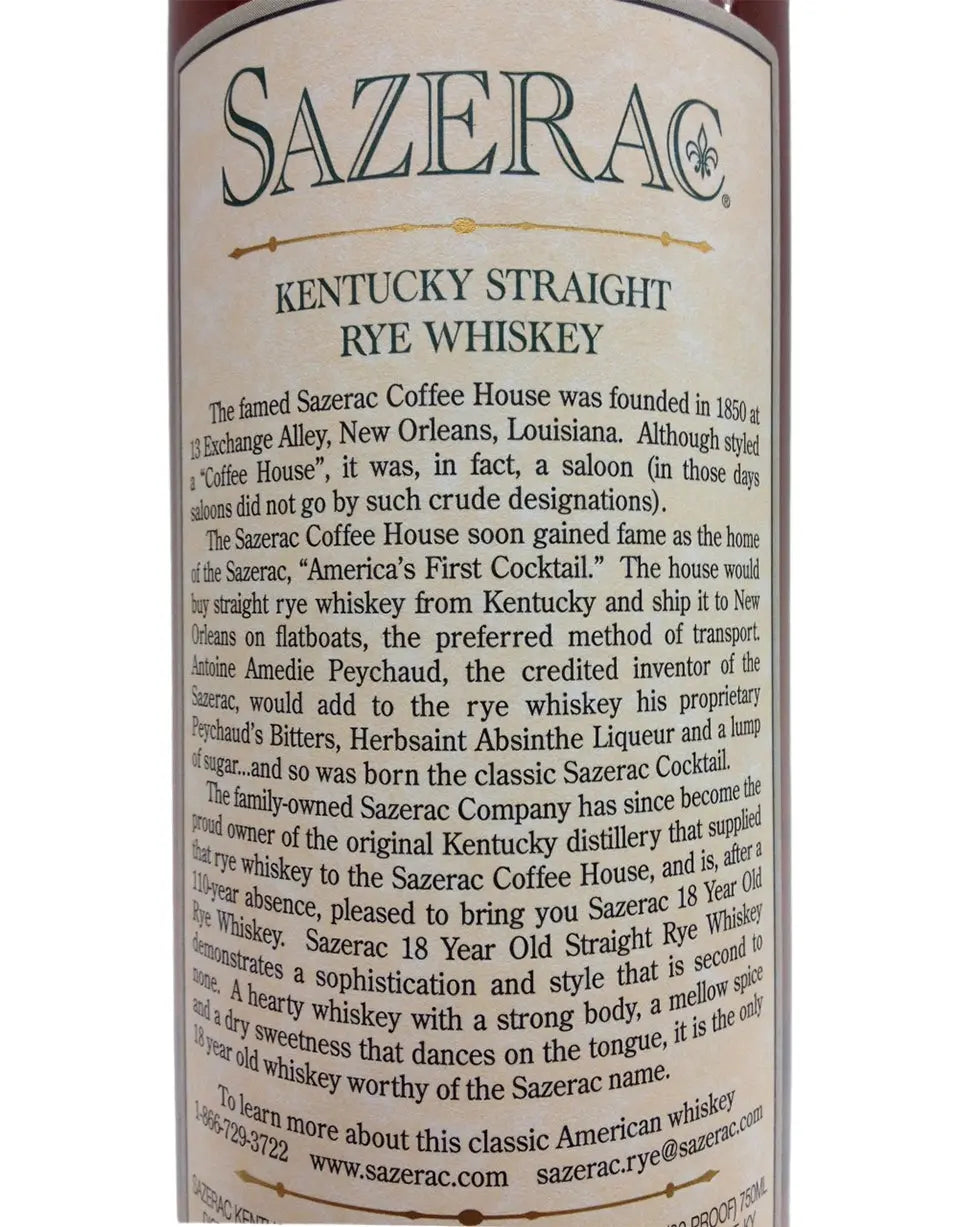 SAZERAC®
KENTUCKY STRAIGHT
RYE WHISKEY
The famed Sazerac Coffee House was founded in 1850 at
13 Exchange Alley, New Orleans, Louisiana. Although styled
a "Coffee House", it was, in fact, a saloon (in those days
saloons did not go by such crude designations).
The Sazerac Coffee House soon gained fame as the home
of the Sazerac, "America's First Cocktail." The house would
buy straight rye whiskey from Kentucky and ship it to New
Orleans on flatboats, the preferred method of transport.
Antoine Amedie Peychaud, the credited inventor of the
Sazerac, would add to the rye whiskey his proprietary
Peychaud's Bitters, Herbsaint Absinthe Liqueur and a lump
of sugar...and so was born the classic Sazerac Cocktail.
The family-owned Sazerac Company has since become the
proud owner of the original Kentucky distillery that supplied
that rye whiskey to the Sazerac Coffee House, and is, after a
110-year absence, pleased to bring you Sazerac 18 Year Old
Rye Whiskey. Sazerac 18 Year Old Straight Rye Whiskey
demonstrates a sophistication and style that is second to
none. A hearty whiskey with a strong body, a mellow spice
and a dry sweetness that dances on the tongue, it is the only
18 year old whiskey worthy of the Sazerac name.
To learn more about this classic American whiskey
1-866-729-3722 www.sazerac.com sazerac.rye@sazerac.com
SAZERAC PROOF) 750ML
KY